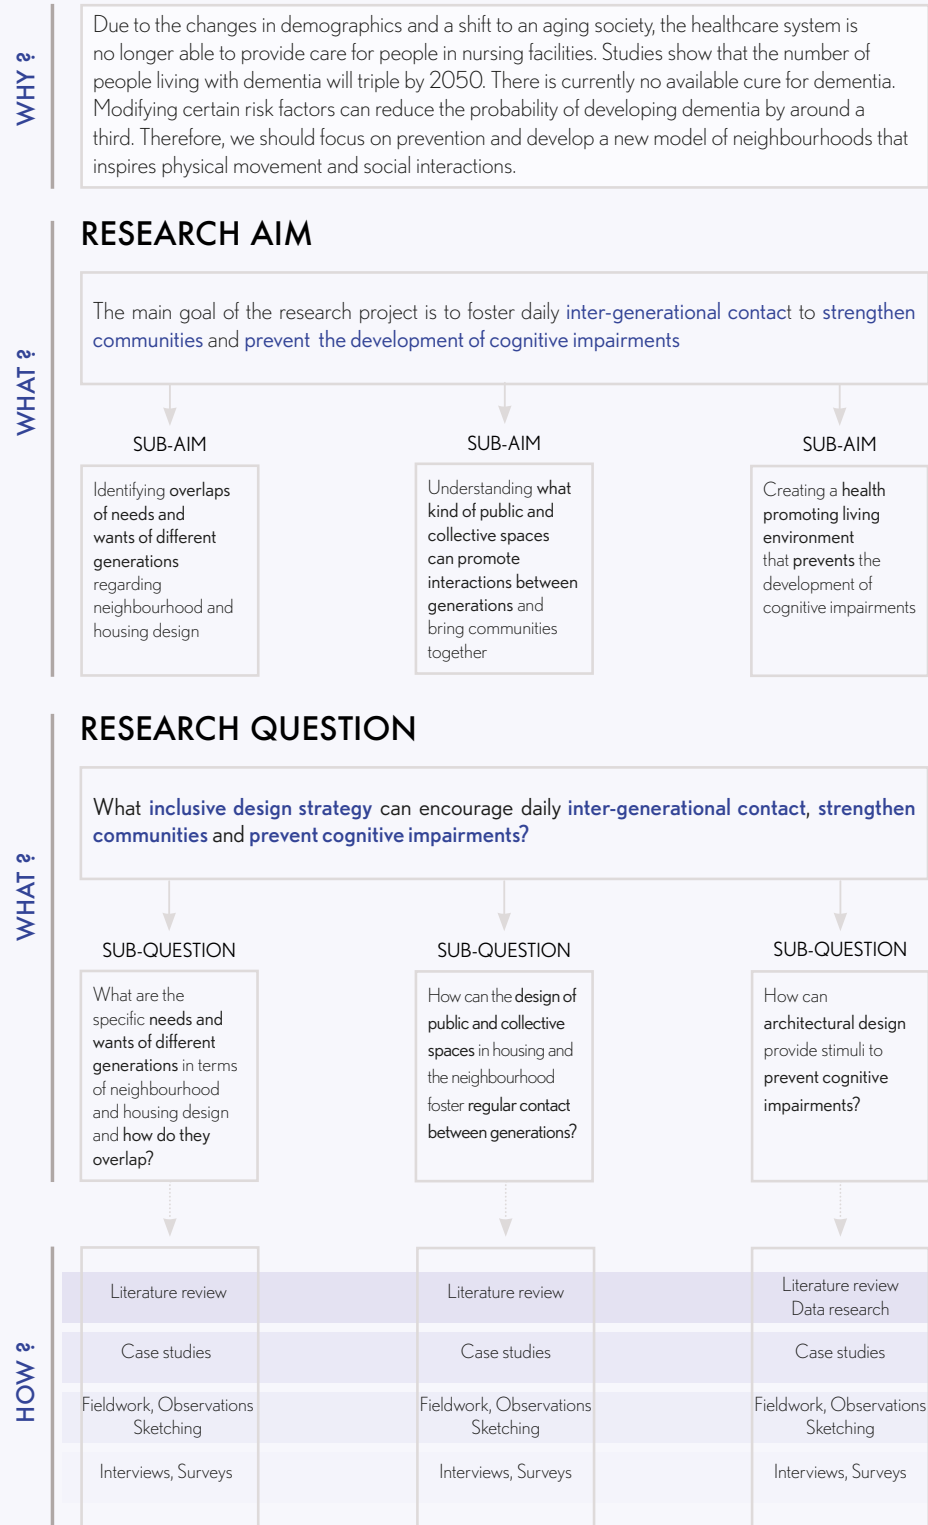 WHY ?
Due to the changes in demographics and a shift to an aging society, the healthcare system is
no longer able to provide care for people in nursing facilities. Studies show that the number of
people living with dementia will triple by 2050. There is currently no available cure for dementia.
Modifying certain risk factors can reduce the probability of developing dementia by around a
third. Therefore, we should focus on prevention and develop a new model of neighbourhoods that
inspires physical movement and social interactions.
WHAT ?
RESEARCH AIM
The main goal of the research project is to foster daily inter-generational contact to strengthen
communities and prevent the development of cognitive impairments
SUB-AIM
Identifying overlaps
of needs and
wants of different
generations
regarding
neighbourhood and
housing design
SUB-AIM
Understanding what
kind of public and
collective spaces
can promote
interactions between
generations and
bring communities
together
SUB-AIM
Creating a health
promoting living
environment
that prevents the
development of
cognitive impairments
WHAT ?
RESEARCH QUESTION
What inclusive design strategy can encourage daily inter-generational contact, strengthen
communities and prevent cognitive impairments?
SUB-QUESTION
What are the
specific needs and
wants of different
generations in terms
of neighbourhood
and housing design
and how do they
overlap?
SUB-QUESTION
How can the design of
public and collective
spaces in housing and
the neighbourhood
foster regular contact
between generations?
SUB-QUESTION
How can
architectural design
provide stimuli to
prevent cognitive
impairments?
HOW ?
Literature review
Literature review
Literature review
Data research
Case studies
Case studies
Case studies
Fieldwork, Observations
Sketching
Fieldwork, Observations
Sketching
Fieldwork, Observations
Sketching
Interviews, Surveys
Interviews, Surveys
Interviews, Surveys